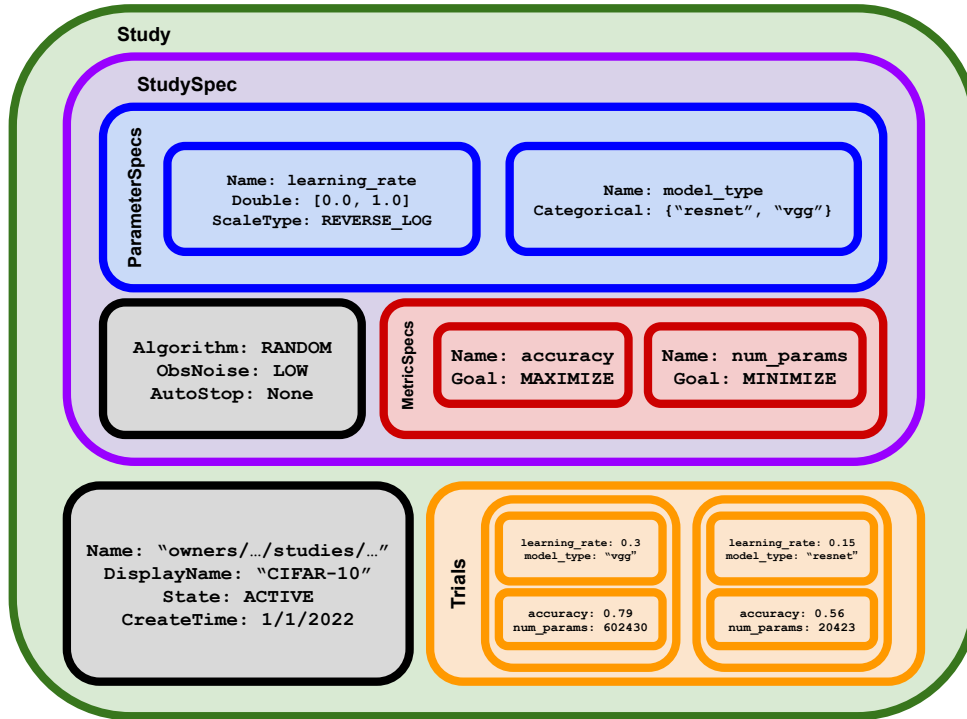 Study
StudySpec
ParameterSpecs
Name: learning_rate
Double: [0.0, 1.0]
ScaleType: REVERSE_LOG
Name: model_type
Categorical: {“resnet”, “vgg”}
Algorithm: RANDOM
ObsNoise: LOW
AutoStop: None
MetricSpecs
Name: accuracy
Goal: MAXIMIZE
Name: num_params
Goal: MINIMIZE
Name: “owners/…/studies/…”
DisplayName: “CIFAR-10”
State: ACTIVE
CreateTime: 1/1/2022
Trials
learning_rate: 0.3
model_type: “vgg”
accuracy: 0.79
num_params: 602430
learning_rate: 0.15
model_type: “resnet”
accuracy: 0.56
num_params: 20423